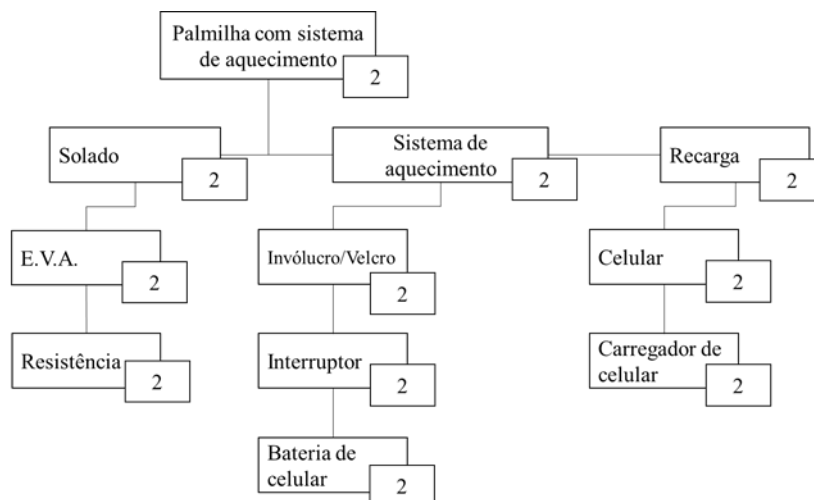 Palmilha com sistema
de aquecimento
2
Solado
2
Sistema de
aquecimento
2
Recarga
2
E.V.A.
2
Invólucro/Velcro
2
Celular
2
Resistência
2
Interruptor
2
Carregador de
celular
2
Bateria de
celular
2